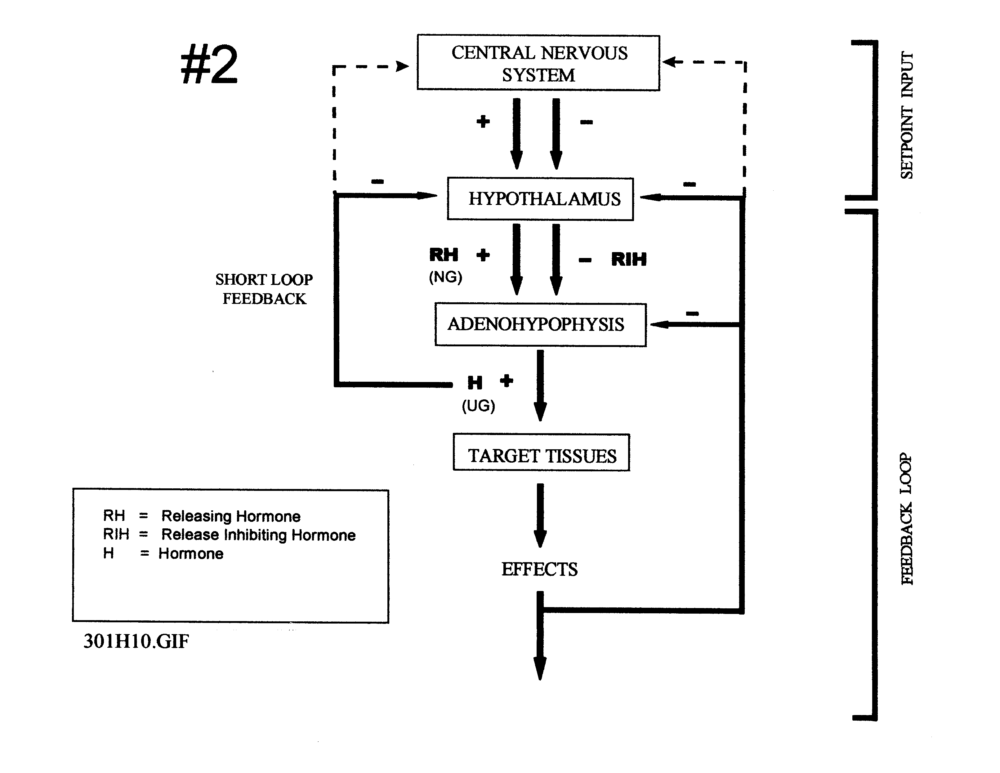 #2
CENTRAL NERVOUS
SYSTEM
+ -
- HYPOTHALAMUS -
RH + - RIH
(NG)
SHORT LOOP
FEEDBACK
ADENOHYPOPHYSIS -
H +
(UG)
TARGET TISSUES
EFFECTS
RH = Releasing Hormone
RIH = Release Inhibiting Hormone
H = Hormone
301H10.GIF
SETPOINT INPUT
FEEDBACK LOOP